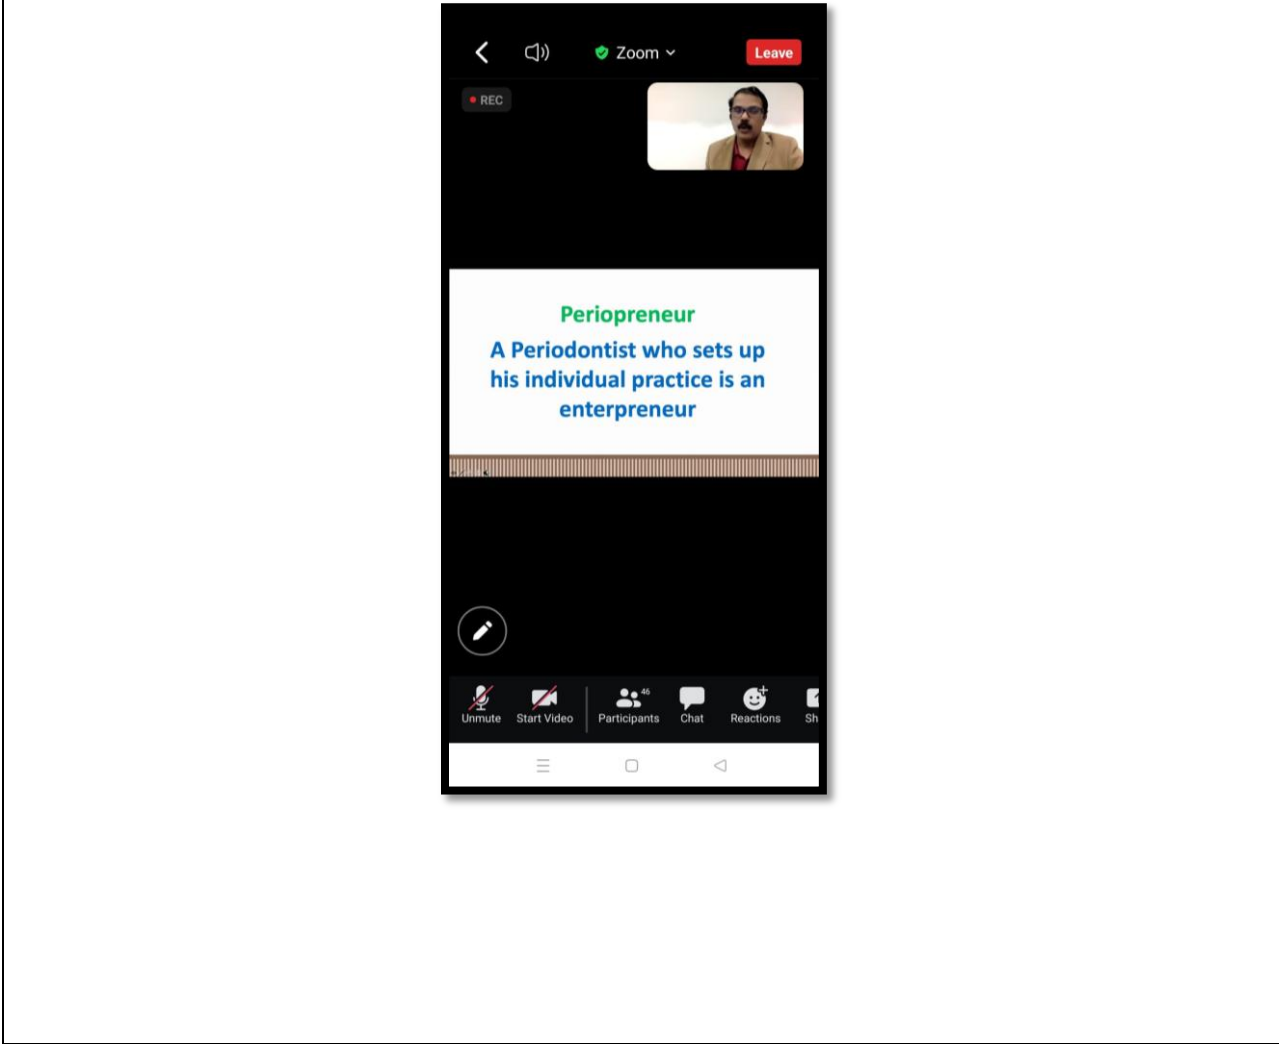 Zoom
Leave
REC
Periopreneur
A Periodontist who sets up
his individual practice is an
enterpreneur
46
Unmute Start Video Participants Chat Reactions Sh